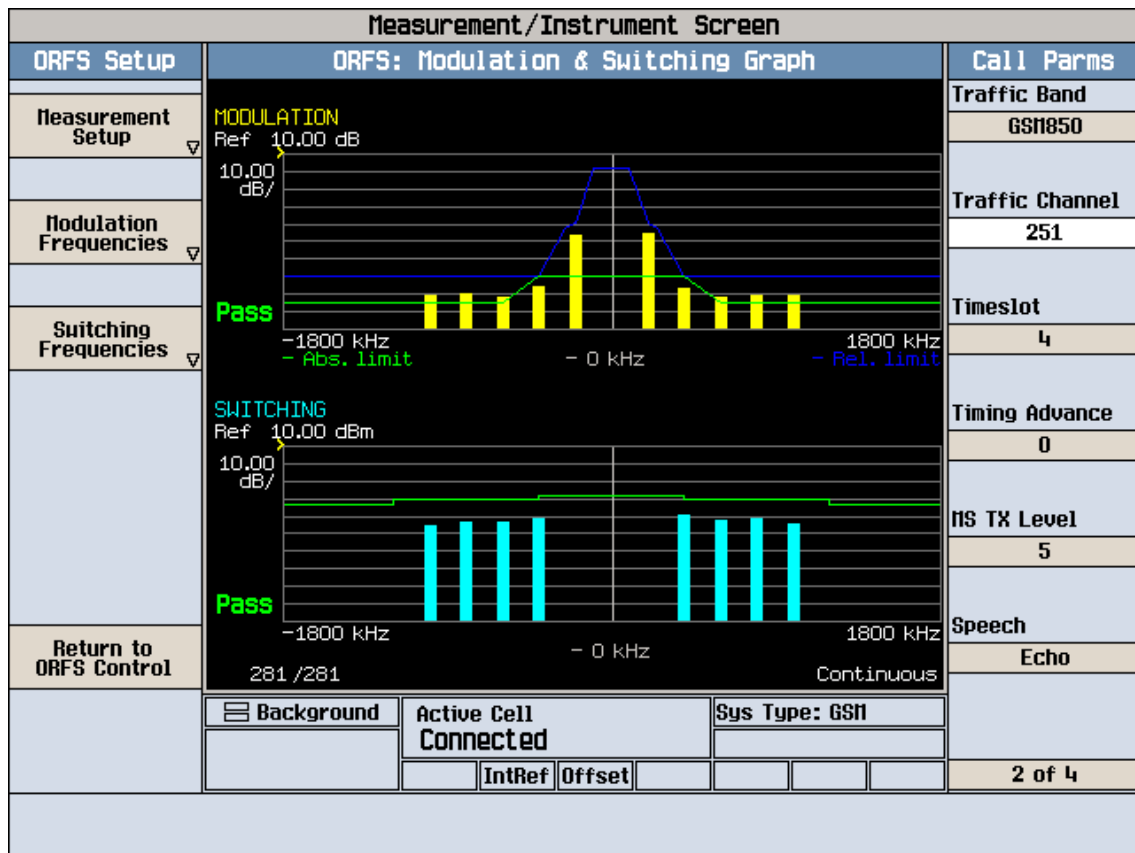 Measurement/Instrument Screen
ORFS Setup
Measurement
Setup
Modulation
Frequencies
Switching
Frequencies
Return to
ORFS Control
ORFS: Modulation & Switching Graph
MODULATION
Ref 10.00 dB
10.00
dB/
Pass
-1800 kHz
1800 kHz
- Abs. limit
- 0 kHz
- Rel. limit
SWITCHING
Ref 10.00 dBm
10.00
dB/
Pass
-1800 kHz
1800 kHz
- 0 kHz
281/281
Continuous
Background
Active Cell
Connected
Sys Type: GSM
IntRef
Offset
Call Parms
Traffic Band
GSM850
Traffic Channel
251
Timeslot
4
Timing Advance
0
MS TX Level
5
Speech
Echo
2 of 4